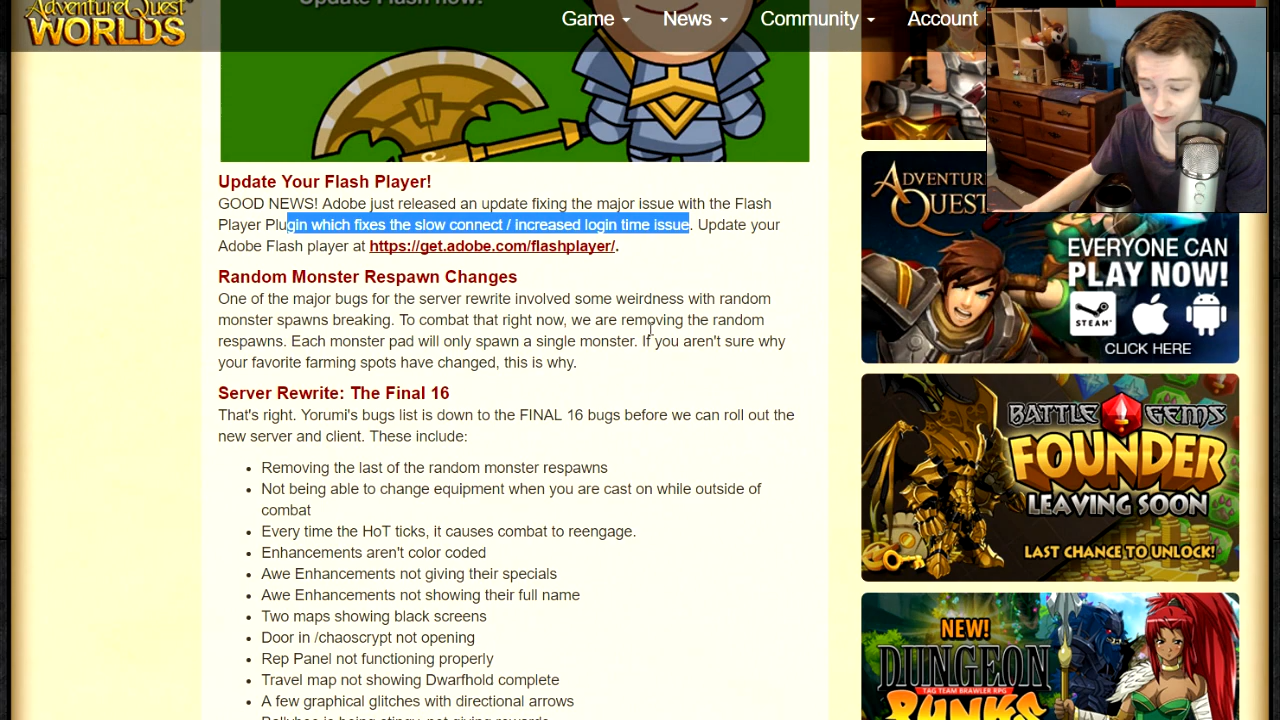 AdventureQuest
WORLDS
Update Flash now!
Game
News
Community
Account
Update Your Flash Player!
GOOD NEWS! Adobe just released an update fixing the major issue with the Flash
Player Plugin which fixes the slow connect / increased login time issue. Update your
Adobe Flash player at https://get.adobe.com/flashplayer/.
Random Monster Respawn Changes
One of the major bugs for the server rewrite involved some weirdness with random
monster spawns breaking. To combat that right now, we are removing the random
respawns. Each monster pad will only spawn a single monster. If you aren't sure why
your favorite farming spots have changed, this is why.
Server Rewrite: The Final 16
That's right. Yorumi's bugs list is down to the FINAL 16 bugs before we can roll out the
new server and client. These include:
• Removing the last of the random monster respawns
• Not being able to change equipment when you are cast on while outside of
combat
• Every time the HoT ticks, it causes combat to reengage.
• Enhancements aren't color coded
• Awe Enhancements not giving their specials
• Awe Enhancements not showing their full name
• Two maps showing black screens
• Door in /chaoscrypt not opening
• Rep Panel not functioning properly
• Travel map not showing Dwarfhold complete
• A few graphical glitches with directional arrows
ADVENTUR
QUES
EVERYONE CAN
PLAY NOW!
STEAM
CLICK HERE
BATTLE GEMS
FOUNDER
LEAVING SOON
LAST CHANCE TO UNLOCK!
NEW!
DUNGEON
TAG TEAM BRAWLER RPG
PUNKS